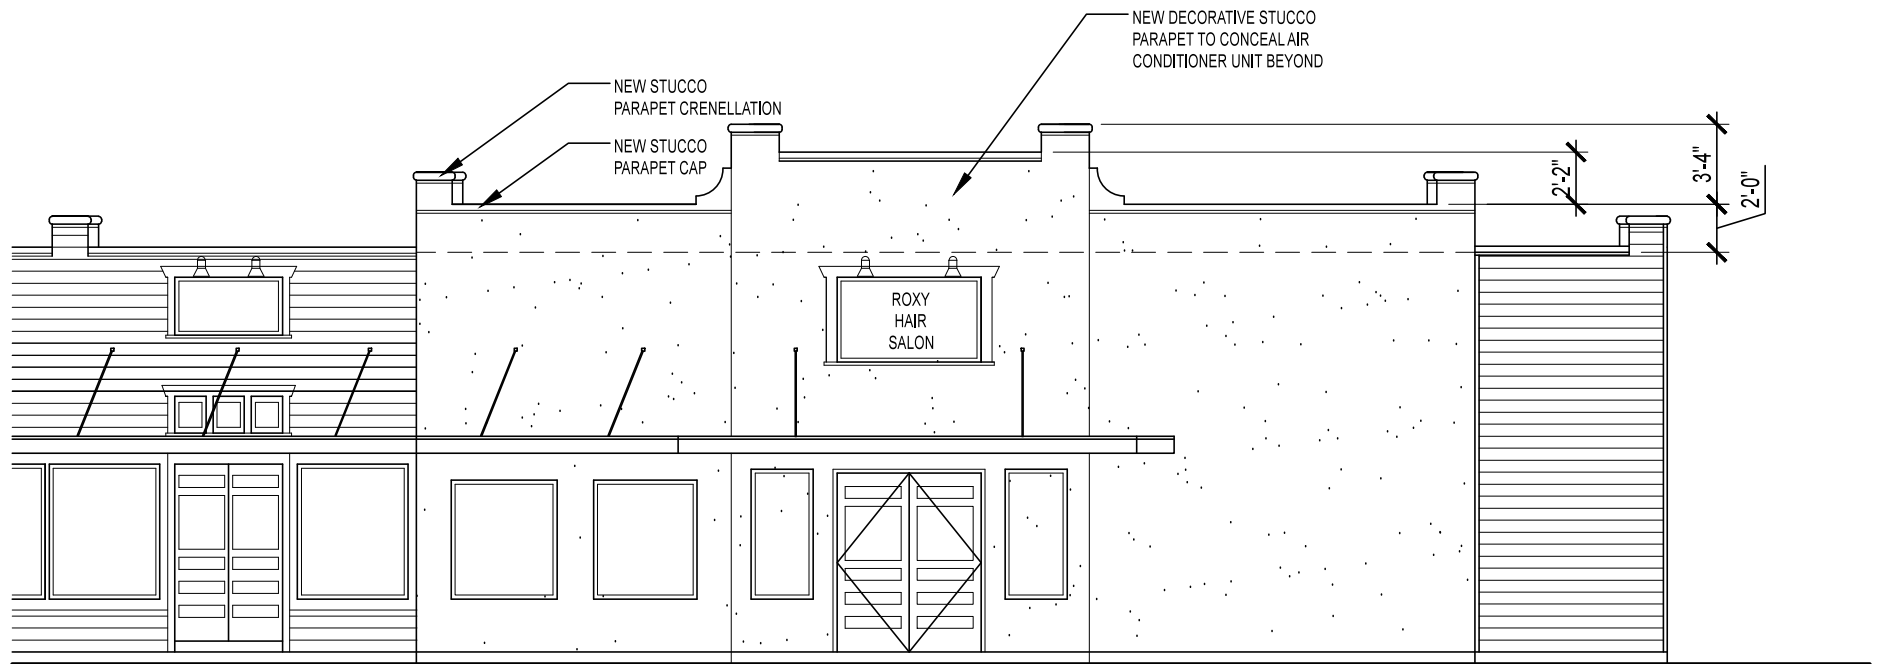 NEW DECORATIVE STUCCO
PARAPET TO CONCEAL AIR
CONDITIONER UNIT BEYOND
NEW STUCCO
PARAPET CRENELLATION
NEW STUCCO
PARAPET CAP
2'-2"
3'-4"
2'-0"
ROXY
HAIR
SALON